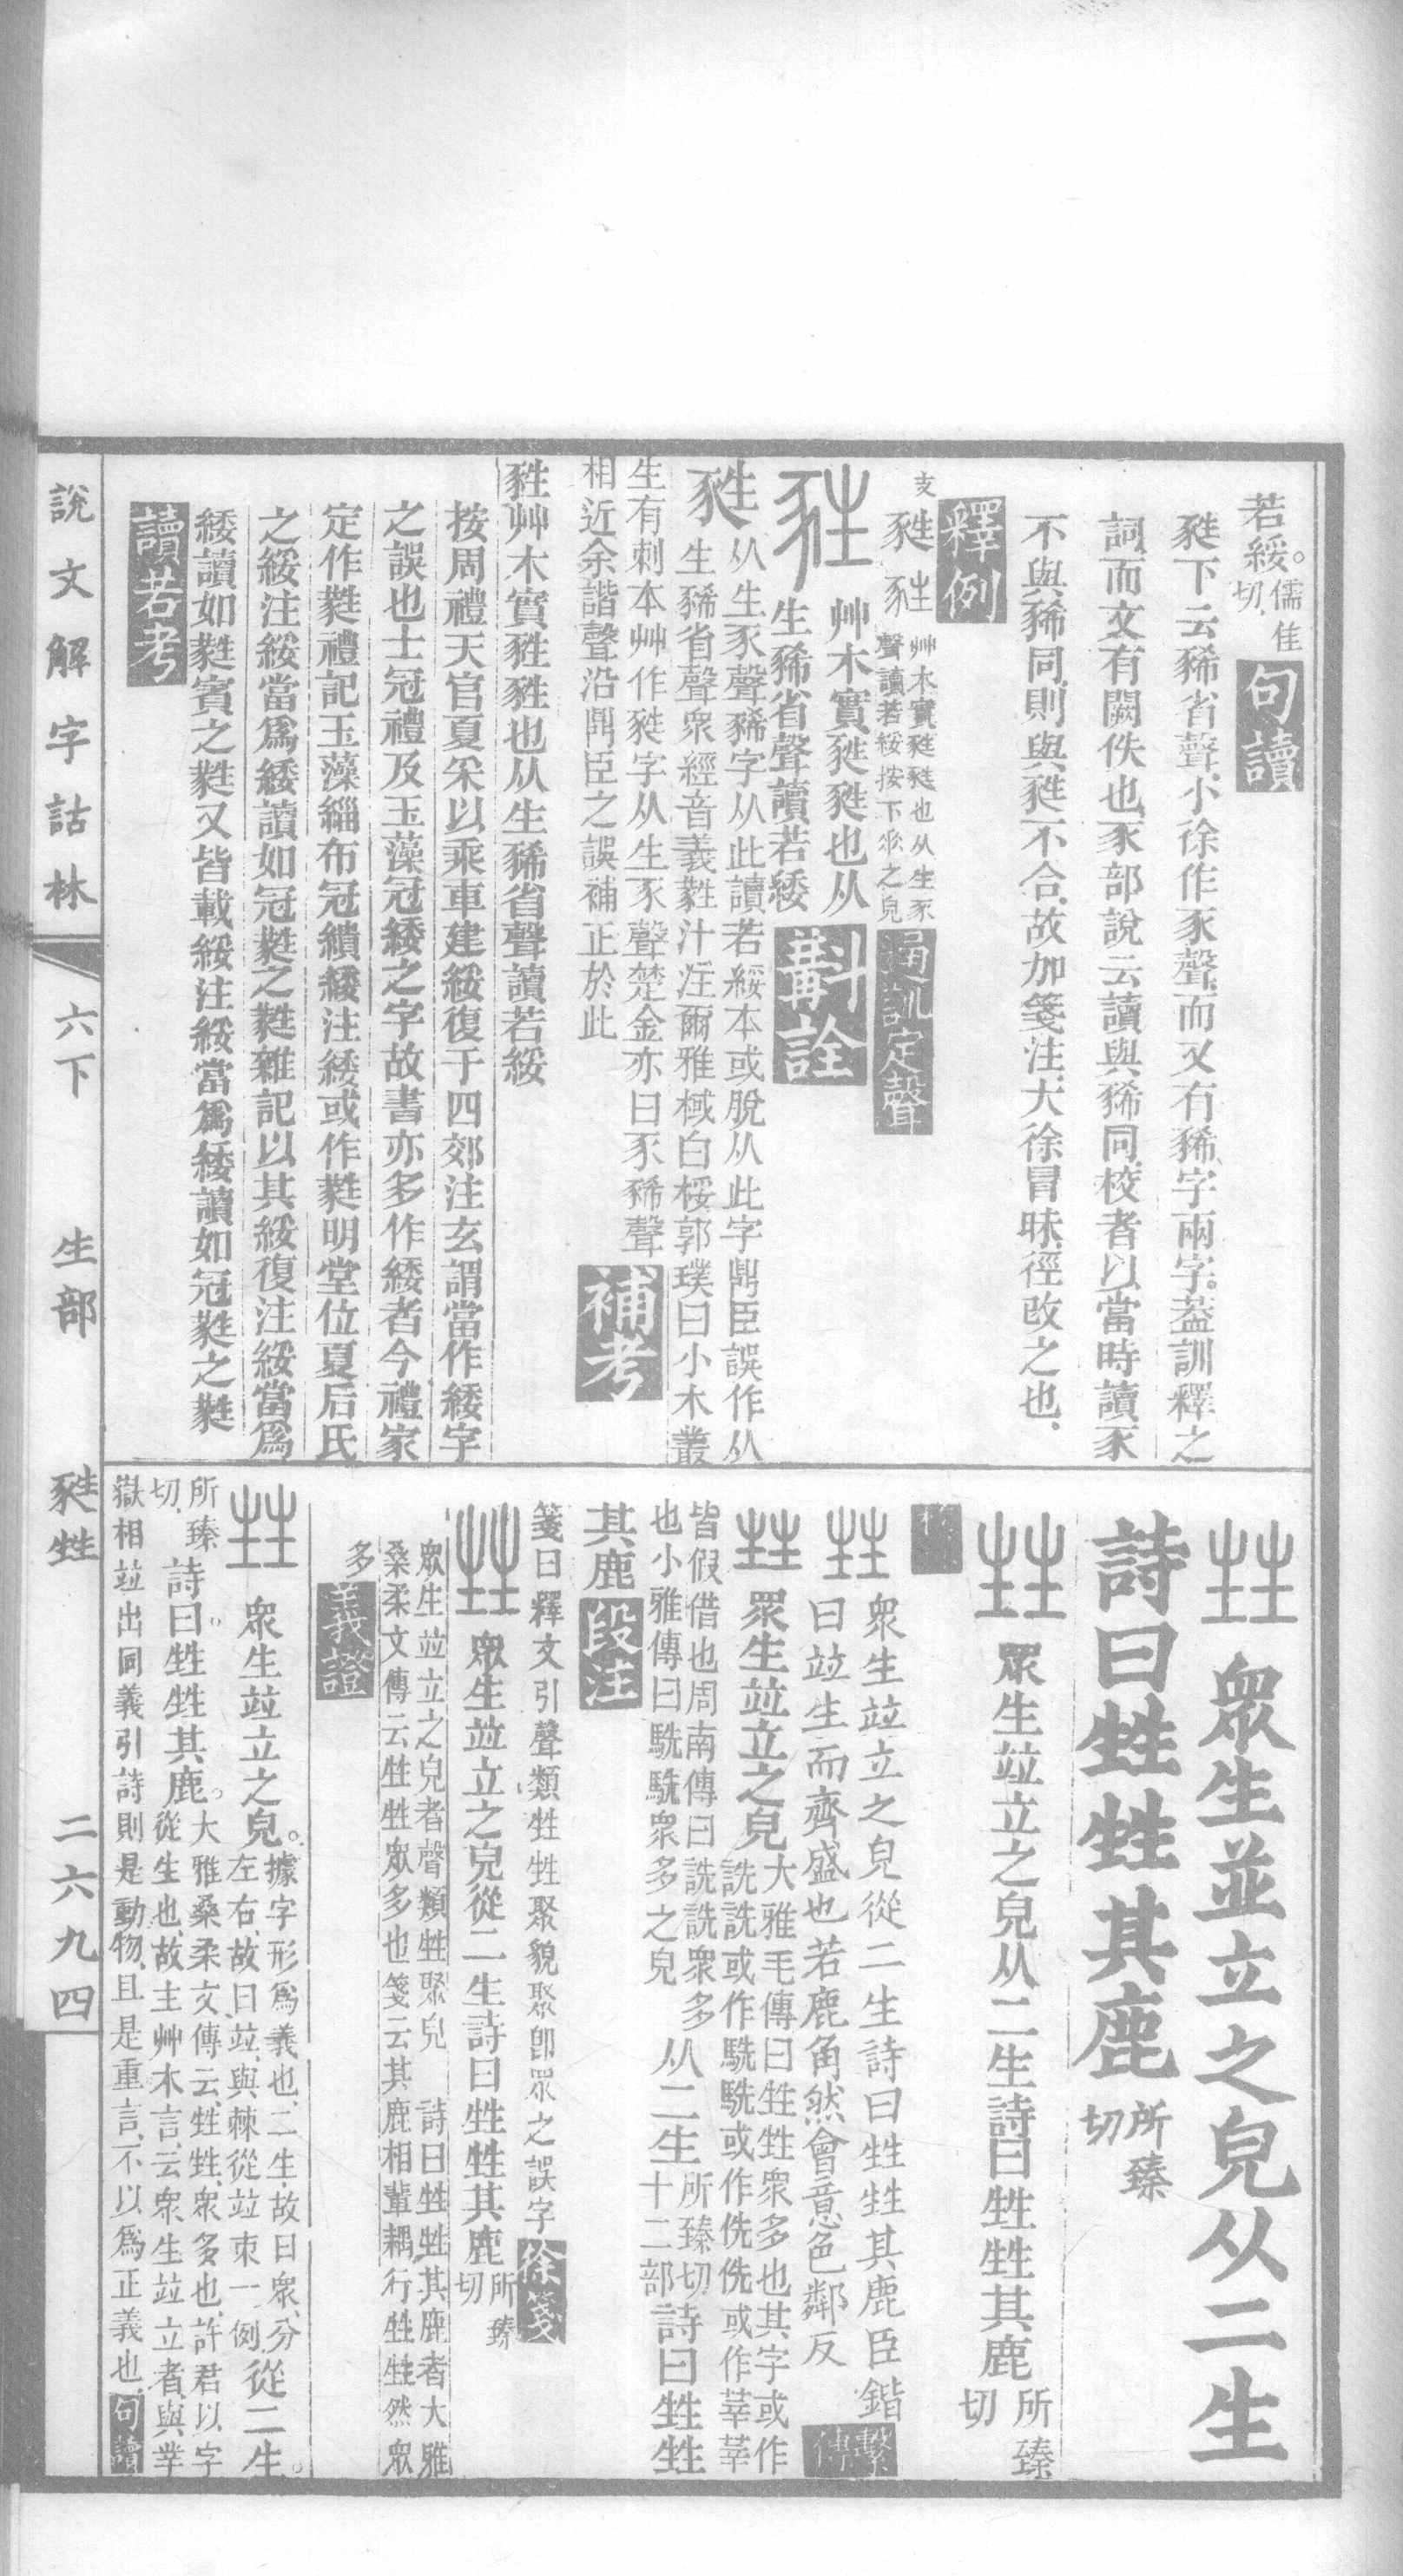 若綏。儒佳切、句讀
甤下云豨省聲、小徐作豕聲、而又有豨字兩字。葢訓釋之
詞、而文有闕佚也、豕部說云讀與豨同、校者以當時讀豕
不與豨同、則與甤不合、故加箋注、大徐冒昧徑改之也、
釋例
支甤 艸木實甤甤也从生豕
聲讀若綏按下𠂹之皃通訓定聲
艸木實甤甤也从
生豨省聲讀若緌斠詮
甤从生豕聲豨字从此讀若綏本或脫从此字鼎臣誤作从
生豨省聲衆經音義甤汁注爾雅棫白桵郭璞曰小木叢
生有刺本艸作甤字从生豕聲楚金亦曰豕豨聲
相近余諧聲沿鼎臣之誤補正於此補考
甤艸木實甤甤也从生豨省聲讀若綏
按周禮天官夏采以乘車建綏復于四郊注玄謂當作緌字
之誤也士冠禮及玉藻冠緌之字故書亦多作緌者今禮家
定作蕤禮記玉藻緇布冠繢緌注緌或作蕤明堂位夏后氏
之綏注綏當爲緌讀如冠蕤之蕤雜記以其綏復注綏當爲
緌讀如蕤賓之蕤又皆載綏注綏當爲緌讀如冠蕤之蕤
讀若考
衆生並立之皃从二生
詩曰甡甡其鹿所臻切
眾生竝立之皃从二生詩曰甡甡其鹿所臻切
衆生竝立之皃從二生詩曰甡甡其鹿臣鍇
曰竝生而齊盛也若鹿角然會意色鄰反繫傳
眾生竝立之皃大雅毛傳曰甡甡衆多也其字或作
詵詵或作駪駪或作侁侁或作莘莘
皆假借也周南傳曰詵詵衆多
也小雅傳曰駪駪衆多之皃从二生所臻切十二部詩曰甡甡
其鹿段注
箋曰釋文引聲類甡甡聚貌聚卽眾之誤字徐箋
眾生竝立之皃從二生詩曰甡甡其鹿所臻切
眾生竝立之皃者聲類甡聚皃 詩曰甡甡其鹿者大雅
桑柔文傳云甡甡眾多也箋云其鹿相輩耦行甡甡然眾
多義證
衆生竝立之皃。據字形爲義也、二生、故曰衆、分
左右、故曰竝、與棘從竝朿一例、從二生。
所臻切、詩曰。甡甡其鹿。大雅桑柔文傳云、甡甡、衆多也、許君以字
從生也、故主艸木言、云衆生竝立者、與丵
嶽相竝出同義引詩則是動物、且是重言、不以爲正義也、句讀
說文解字詁林 六下 生部 甤甡 二六九四